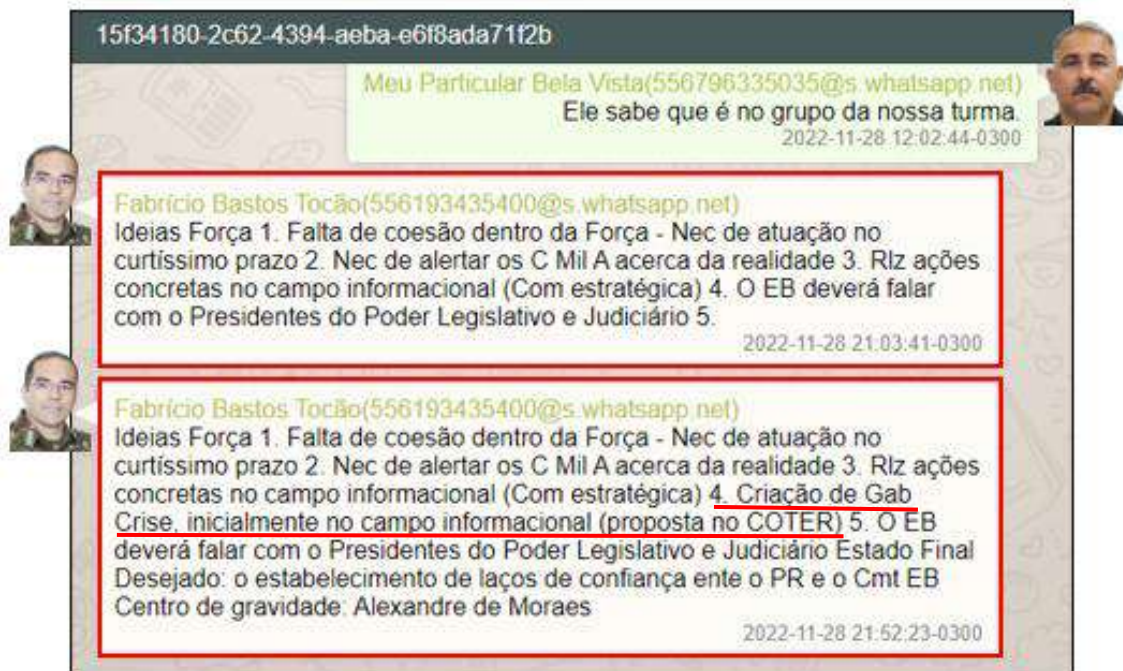 15f34180-2c62-4394-aeba-e6f8ada71f2b
Meu Particular Bela Vista(556796335035@s.whatsapp.net)
Ele sabe que é no grupo da nossa turma.
2022-11-28 12:02:44-0300
Fabrício Bastos Tocão(556193435400@s.whatsapp.net)
Ideias Força 1. Falta de coesão dentro da Força - Nec de atuação no
curtíssimo prazo 2. Nec de alertar os C Mil A acerca da realidade 3. Rlz ações
concretas no campo informacional (Com estratégica) 4. O EB deverá falar
com o Presidentes do Poder Legislativo e Judiciário 5.
2022-11-28 21:03:41-0300
Fabrício Bastos Tocão(556193435400@s.whatsapp.net)
Ideias Força 1. Falta de coesão dentro da Força - Nec de atuação no
curtíssimo prazo 2. Nec de alertar os C Mil A acerca da realidade 3. Rlz ações
concretas no campo informacional (Com estratégica) 4. Criação de Gab
Crise, inicialmente no campo informacional (proposta no COTER) 5. O EB
deverá falar com o Presidentes do Poder Legislativo e Judiciário Estado Final
Desejado: o estabelecimento de laços de confiança ente o PR e o Cmt EB
Centro de gravidade: Alexandre de Moraes
2022-11-28 21:52:23-0300